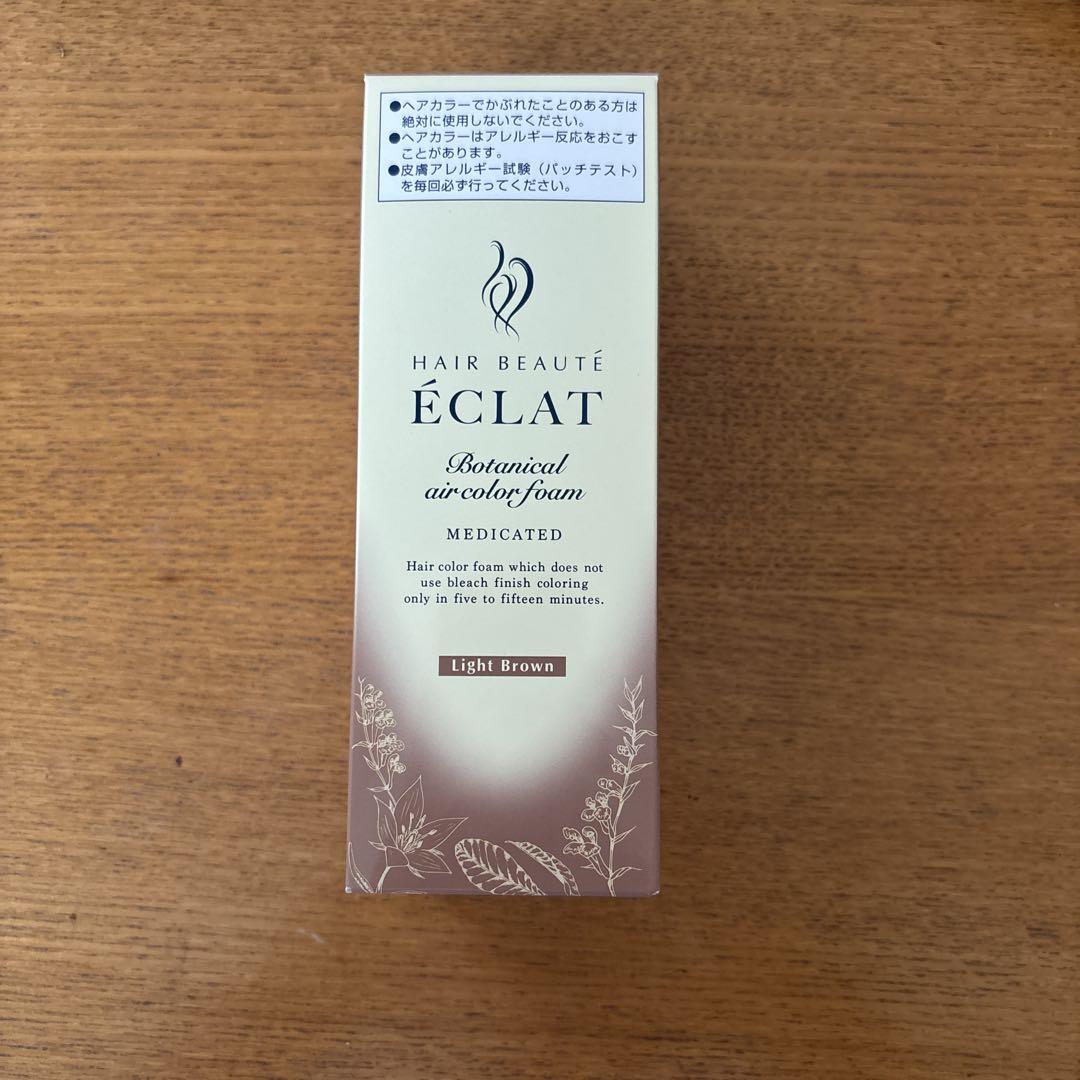 ●ヘアカラーでかぶれたことのある方は
絶対に使用しないでください。
●ヘアカラーはアレルギー反応をおこす
ことがあります。
●皮膚アレルギー試験（パッチテスト）
を毎回必ず行ってください。
HAIR BEAUTÉ
ÉCLAT
Botanical
air color foam
MEDICATED
Hair color foam which does not
use bleach finish coloring
only in five to fifteen minutes.
Light Brown